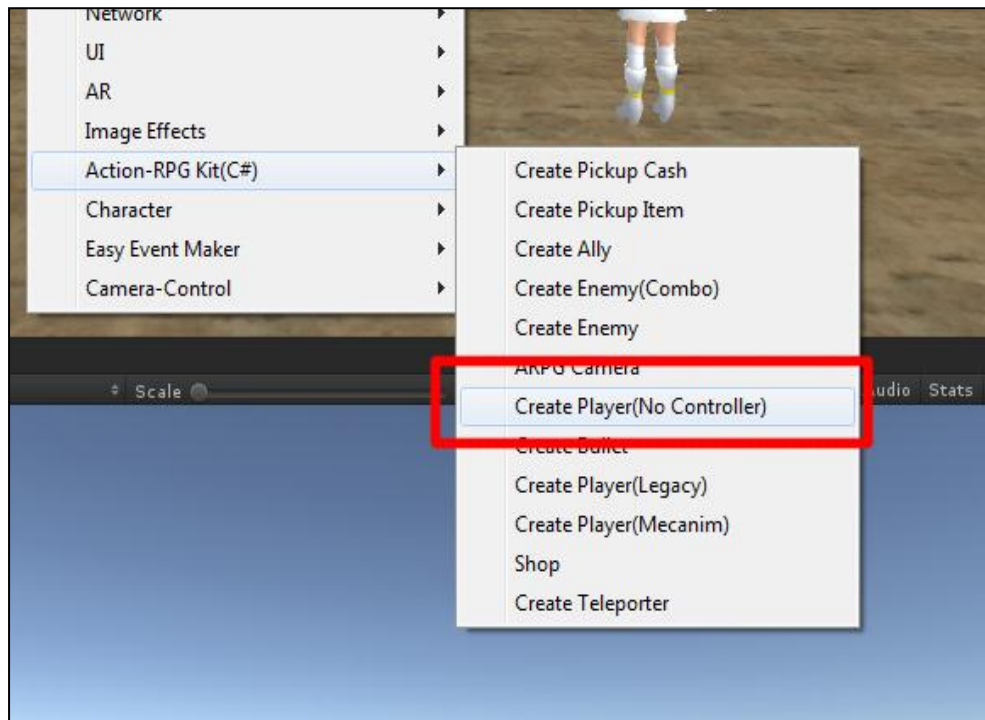 Network
UI
AR
Image Effects
Action-RPG Kit(C#)
Character
Easy Event Maker
Camera-Control
Create Pickup Cash
Create Pickup Item
Create Ally
Create Enemy(Combo)
Create Enemy
ARPG Camera
Create Player(No Controller)
Create Bullet
Create Player(Legacy)
Create Player(Mecanim)
Shop
Create Teleporter
Scale
udio Stats